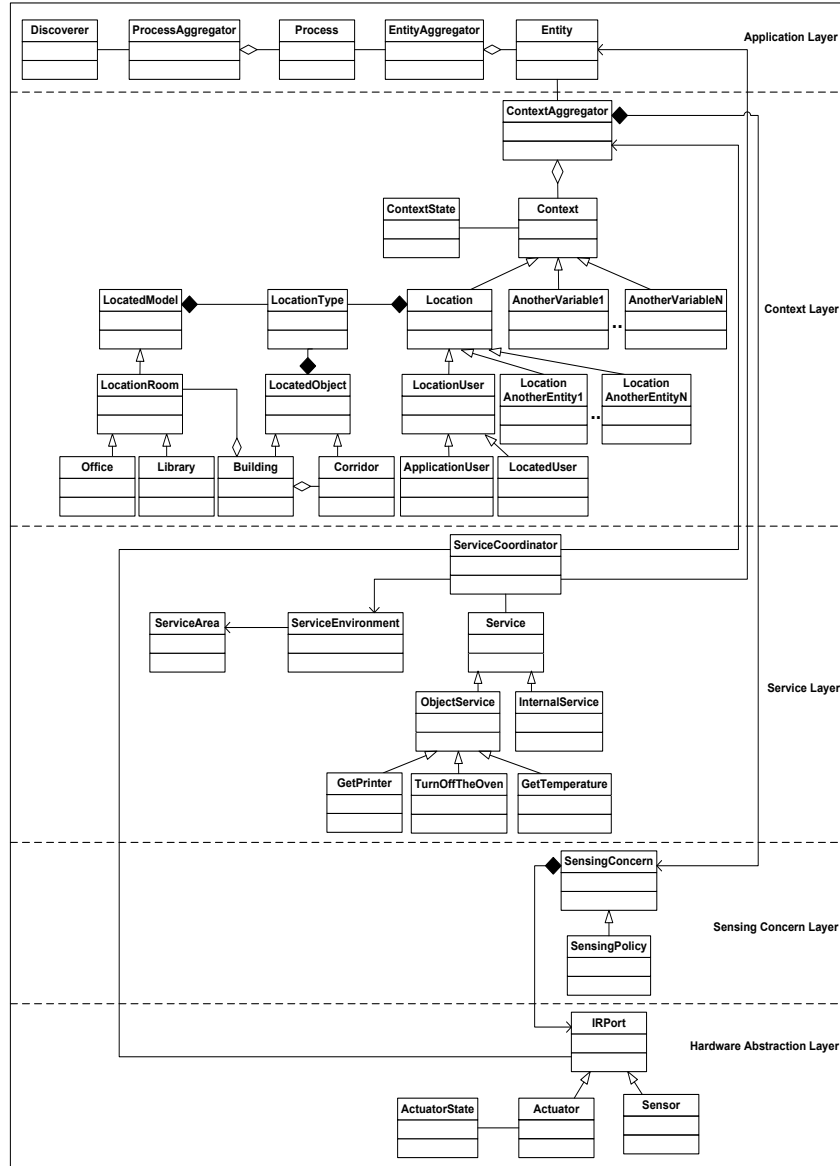 Discoverer
ProcessAggregator
Process
EntityAggregator
Entity
Application Layer
ContextAggregator
ContextState
Context
LocatedModel
LocationType
Location
AnotherVariable1
..
AnotherVariableN
Context Layer
LocationRoom
LocatedObject
LocationUser
Location
AnotherEntity1
..
Location
AnotherEntityN
Office
Library
Building
Corridor
ApplicationUser
LocatedUser
ServiceCoordinator
ServiceArea
ServiceEnvironment
Service
Service Layer
ObjectService
InternalService
GetPrinter
TurnOffTheOven
GetTemperature
SensingConcern
Sensing Concern Layer
SensingPolicy
IRPort
Hardware Abstraction Layer
ActuatorState
Actuator
Sensor